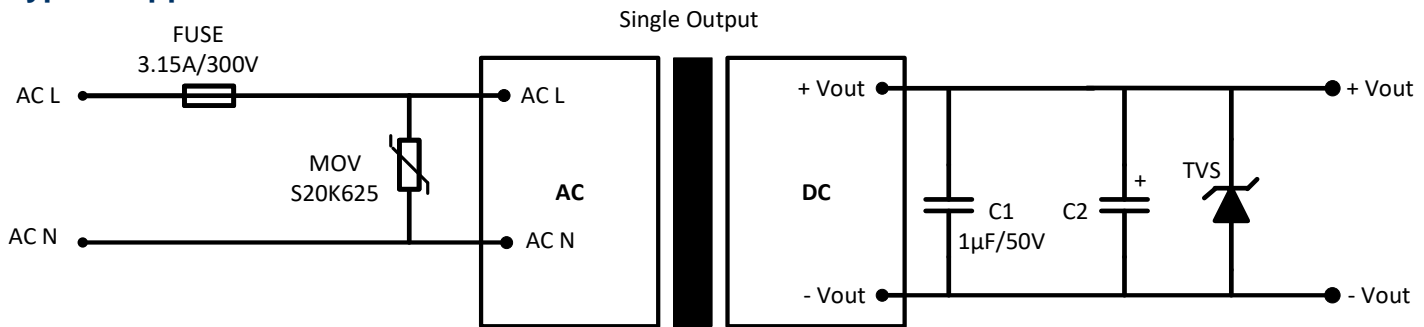 Single Output
FUSE
3.15A/300V
AC L
AC L
MOV
S20K625
AC N
AC N
AC
DC
+ Vout
- Vout
C1
1µF/50V
C2
+
TVS
+ Vout
- Vout